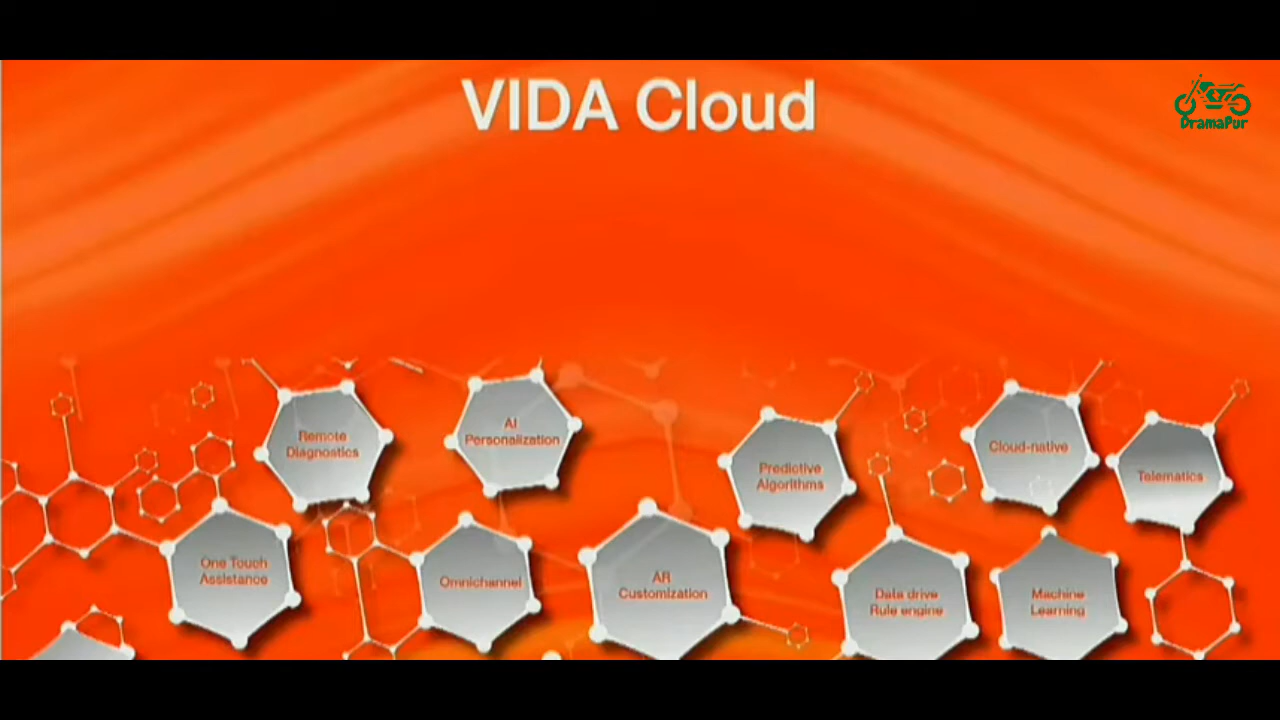 VIDA Cloud
DramaPur
Remote
Diagnostics
AI
Personalization
Predictive
Algorithms
Cloud-native
Telematics
One Touch
Assistance
Omnichannel
AR
Customization
Data drive
Rule engine
Machine
Learning